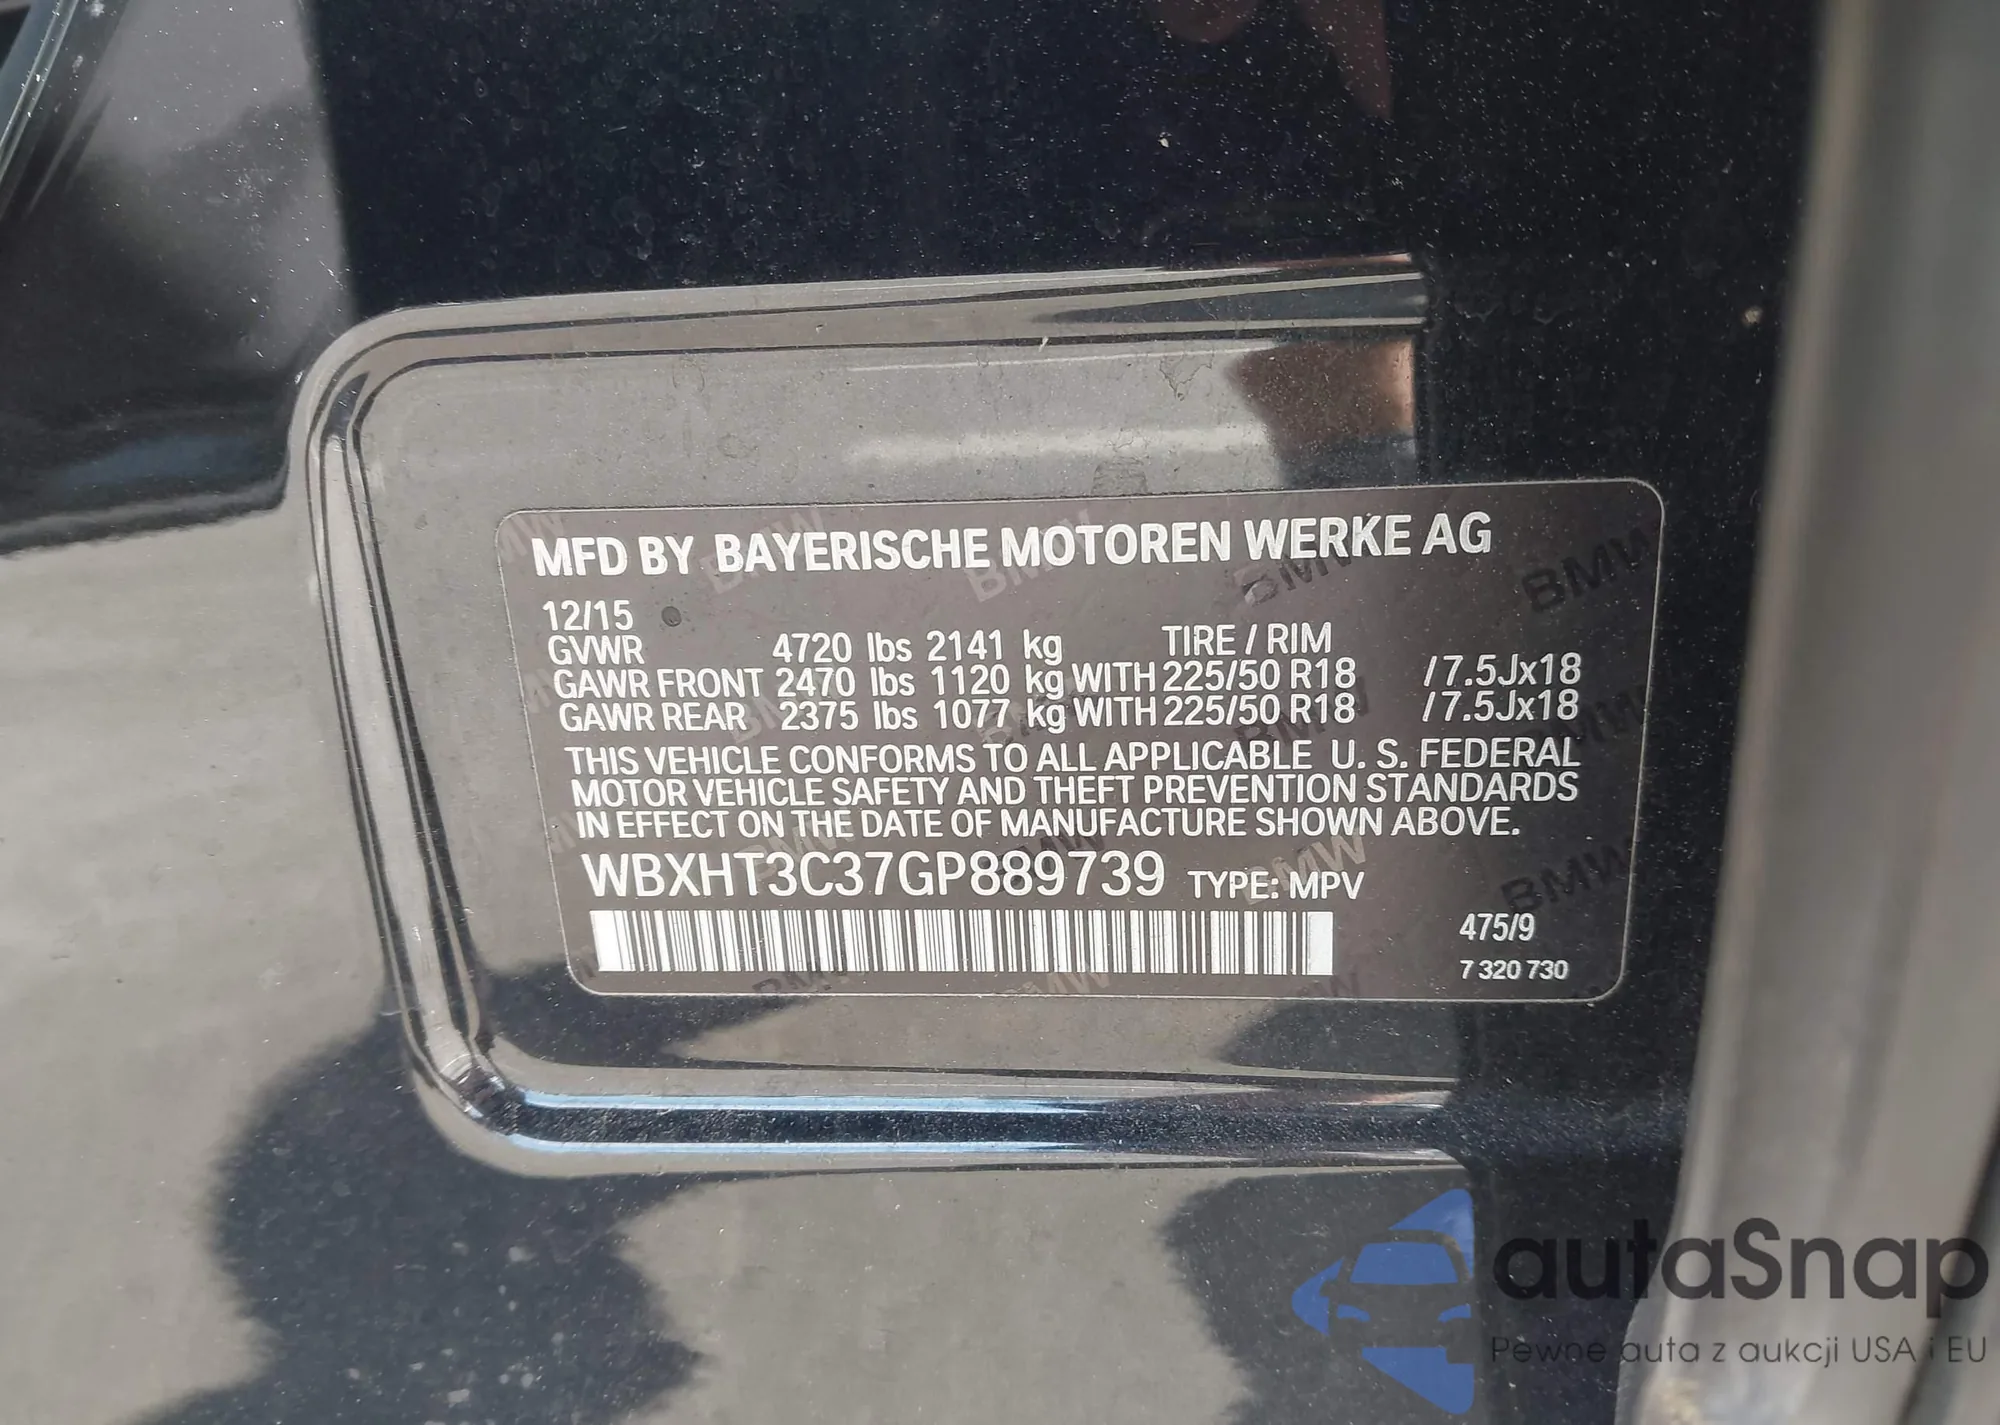 MFD BY BAYERISCHE MOTOREN WERKE AG
12/15
GVWR 4720 lbs 2141 kg TIRE / RIM
GAWR FRONT 2470 lbs 1120 kg WITH 225/50 R18 /7.5Jx18
GAWR REAR 2375 lbs 1077 kg WITH 225/50 R18 /7.5Jx18
THIS VEHICLE CONFORMS TO ALL APPLICABLE U. S. FEDERAL
MOTOR VEHICLE SAFETY AND THEFT PREVENTION STANDARDS
IN EFFECT ON THE DATE OF MANUFACTURE SHOWN ABOVE.
WBXHT3C37GP889739 TYPE: MPV
475/9
7 320 730
autaSnap
Pewne auta z aukcji USA i EU